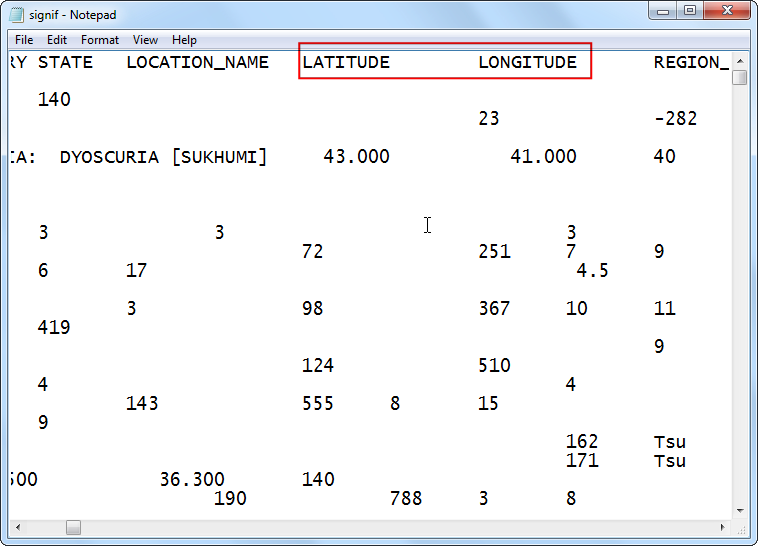 signif - Notepad
File Edit Format View Help
RY STATE LOCATION_NAME LATITUDE LONGITUDE REGION_
140
23 -282
IA: DYOSCURIA [SUKHUMI] 43.000 41.000 40
3 3 3
72 251 7 9
6 17 4.5
3 98 367 10 11
419
9
124 510
4 4
143 555 8 15
9
162 Tsu
171 Tsu
500 36.300 140
190 788 3 8